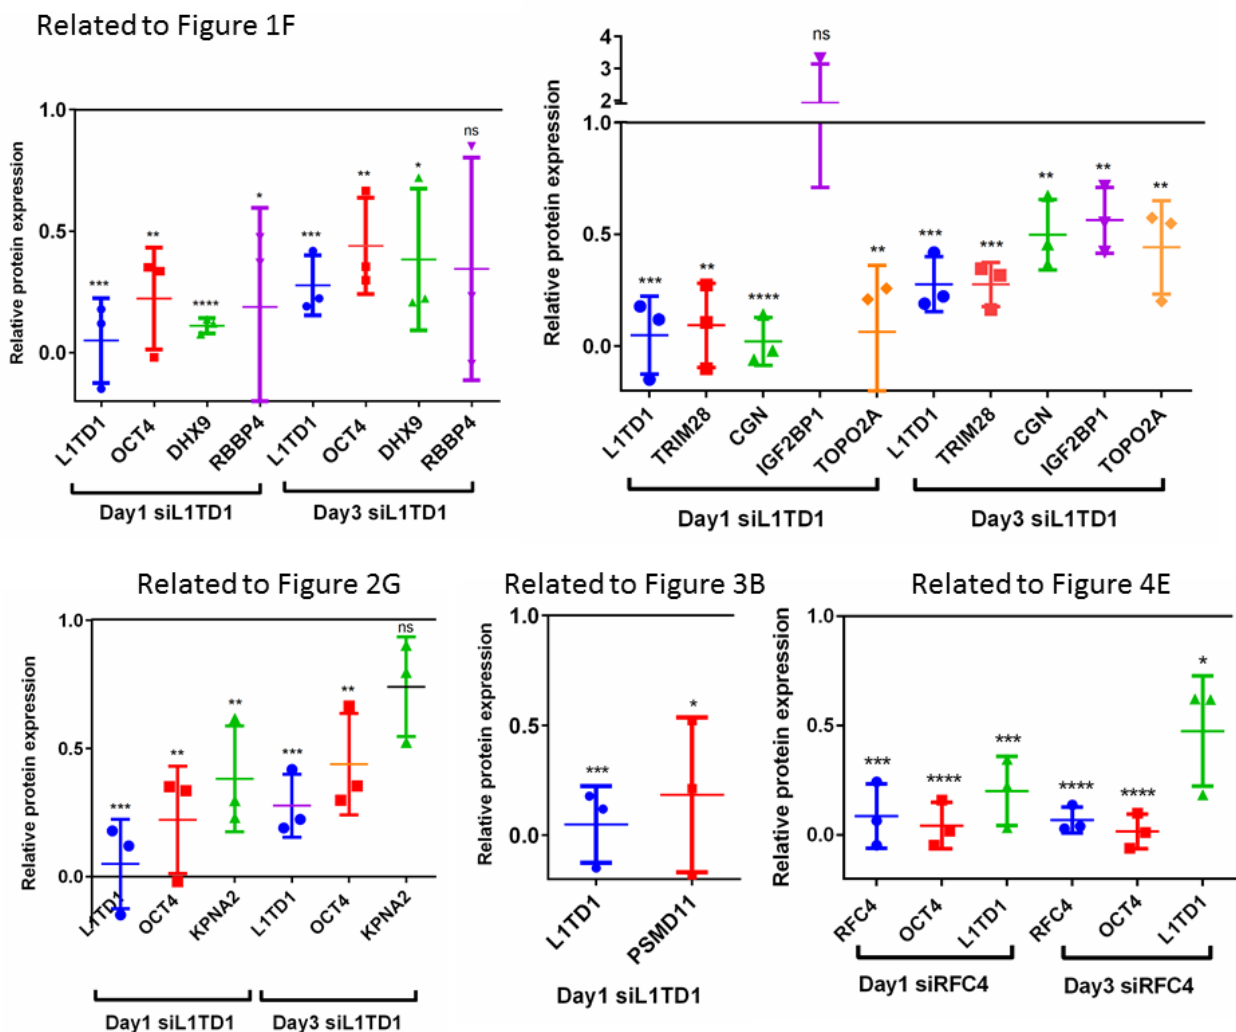 Related to Figure 1F
Relative protein expression
1.0
0.5
0.0
***
**
****
*
***
**
*
ns
L1TD1
OCT4
DHX9
RBBP4
L1TD1
OCT4
DHX9
RBBP4
Day1 siL1TD1
Day3 siL1TD1
Relative protein expression
4
3
2
1.0
0.5
0.0
***
**
****
ns
**
***
***
**
**
**
L1TD1
TRIM28
CGN
IGF2BP1
TOPO2A
L1TD1
TRIM28
CGN
IGF2BP1
TOPO2A
Day1 siL1TD1
Day3 siL1TD1
Related to Figure 2G
Relative protein expression
1.0
0.5
0.0
***
**
**
***
**
ns
L1TD1
OCT4
KPNA2
L1TD1
OCT4
KPNA2
Day1 siL1TD1
Day3 siL1TD1
Related to Figure 3B
Relative protein expression
1.0
0.5
0.0
***
*
L1TD1
PSMD11
Day1 siL1TD1
Related to Figure 4E
Relative protein expression
1.0
0.5
0.0
***
****
***
****
****
*
RFC4
OCT4
L1TD1
RFC4
OCT4
L1TD1
Day1 siRFC4
Day3 siRFC4